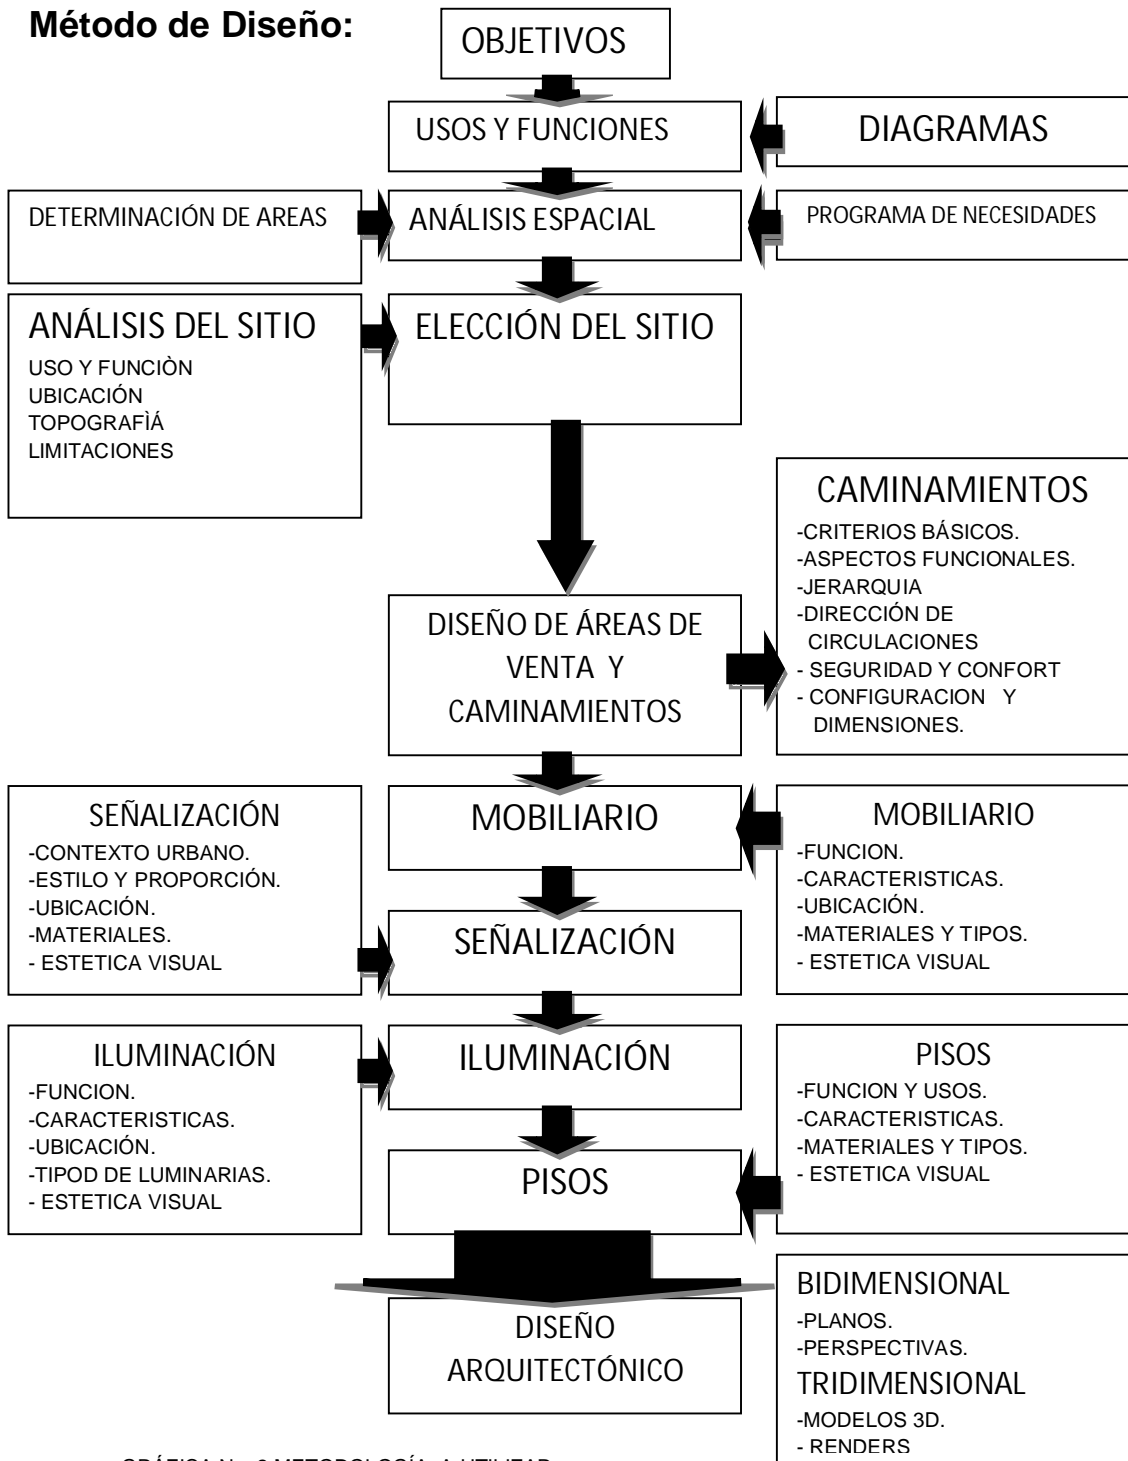 Método de Diseño:
OBJETIVOS
USOS Y FUNCIONES
DIAGRAMAS
DETERMINACIÓN DE AREAS
ANÁLISIS ESPACIAL
PROGRAMA DE NECESIDADES
ANÁLISIS DEL SITIO
USO Y FUNCIÒN
UBICACIÓN
TOPOGRAFÌÁ
LIMITACIONES
ELECCIÓN DEL SITIO
CAMINAMIENTOS
-CRITERIOS BÁSICOS.
-ASPECTOS FUNCIONALES.
-JERARQUIA
-DIRECCIÓN DE
CIRCULACIONES
- SEGURIDAD Y CONFORT
- CONFIGURACION Y
DIMENSIONES.
DISEÑO DE ÁREAS DE
VENTA Y
CAMINAMIENTOS
SEÑALIZACIÓN
-CONTEXTO URBANO.
-ESTILO Y PROPORCIÓN.
-UBICACIÓN.
-MATERIALES.
- ESTETICA VISUAL
MOBILIARIO
MOBILIARIO
-FUNCION.
-CARACTERISTICAS.
-UBICACIÓN.
-MATERIALES Y TIPOS.
- ESTETICA VISUAL
SEÑALIZACIÓN
ILUMINACIÓN
-FUNCION.
-CARACTERISTICAS.
-UBICACIÓN.
-TIPOD DE LUMINARIAS.
- ESTETICA VISUAL
ILUMINACIÓN
PISOS
-FUNCION Y USOS.
-CARACTERISTICAS.
-MATERIALES Y TIPOS.
- ESTETICA VISUAL
PISOS
DISEÑO
ARQUITECTÓNICO
BIDIMENSIONAL
-PLANOS.
-PERSPECTIVAS.
TRIDIMENSIONAL
-MODELOS 3D.
- RENDERS
METODOLOGÍA A UTILIZAR